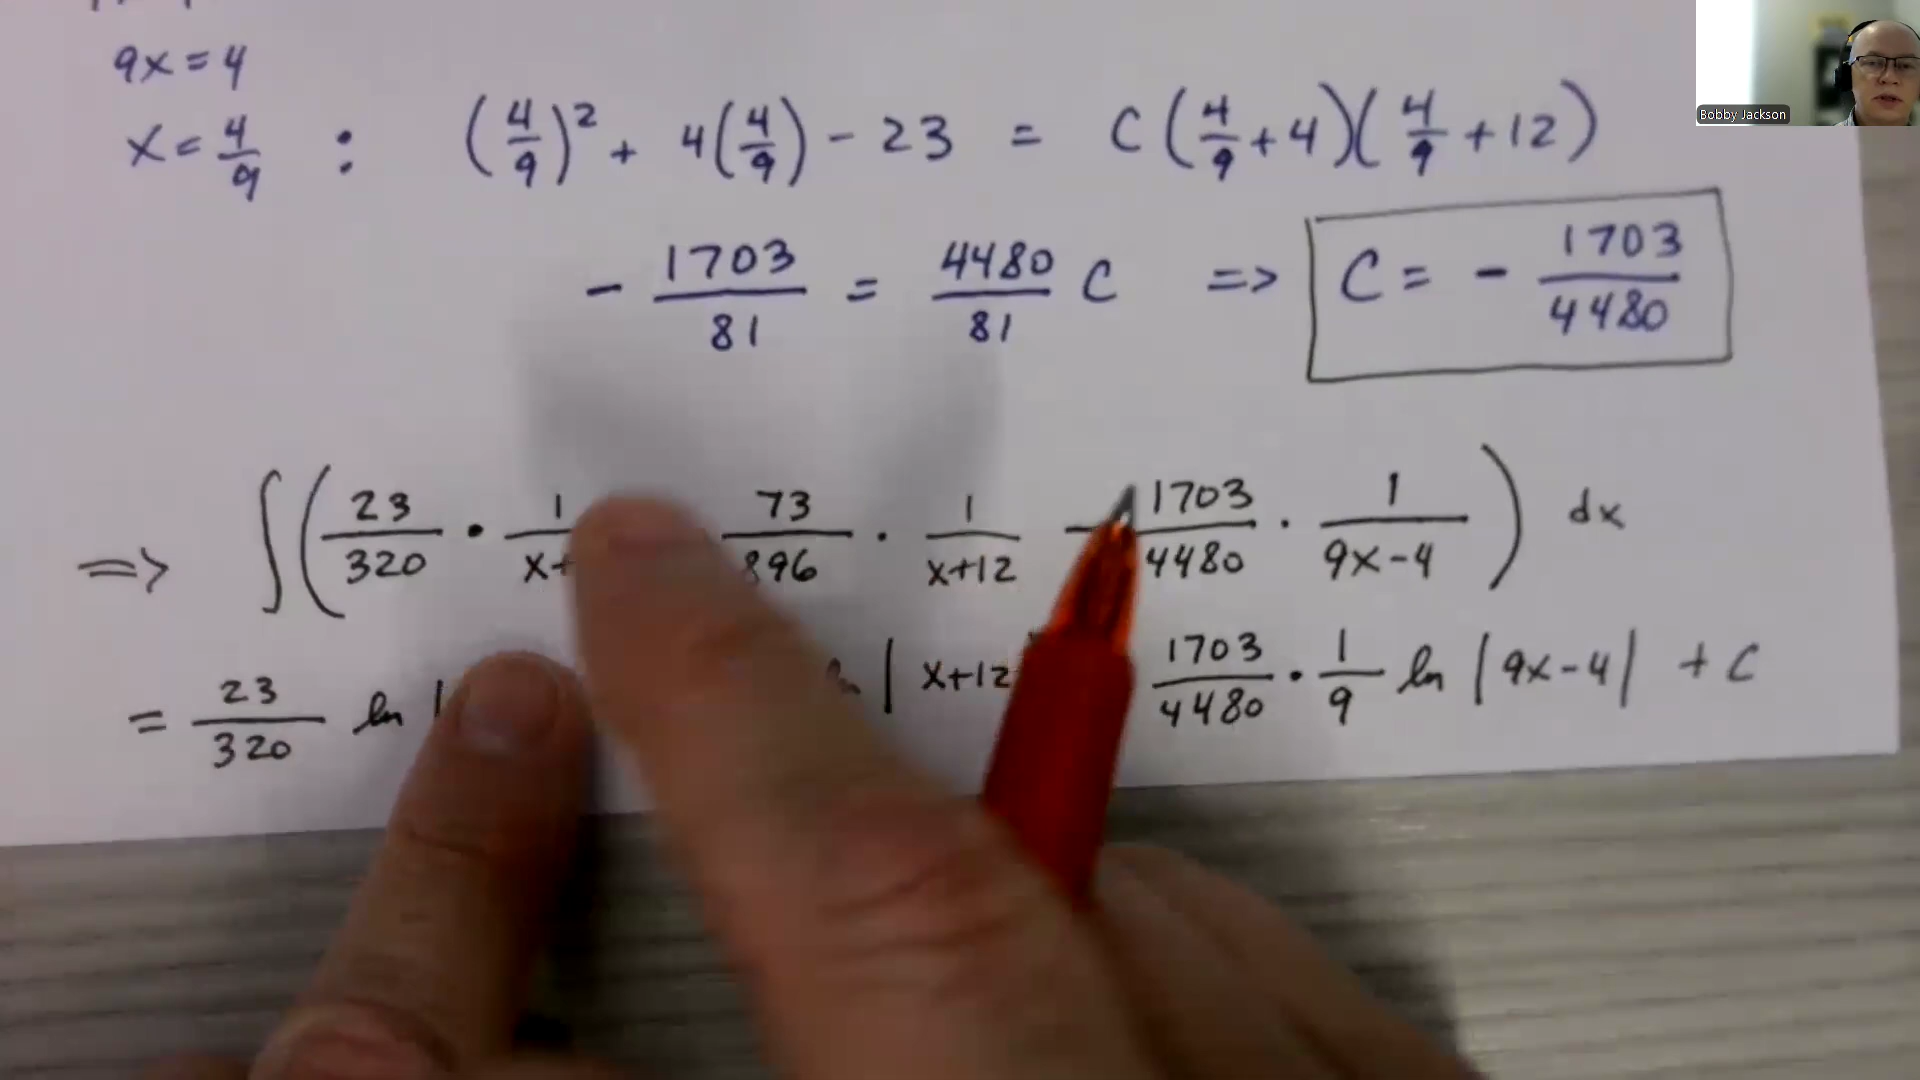 9x = 4
Bobby Jackson
x = 4/9 : (4/9)² + 4(4/9) - 23 = C(4/9 + 4)(4/9 + 12)
- 1703/81 = 4480/81 C => C = - 1703/4480
=> ∫(23/320 · 1/x+ 73/896 · 1/x+12 - 1703/4480 · 1/9x-4) dx
= 23/320 ln | | x+12 1703/4480 · 1/9 ln |9x-4| + C